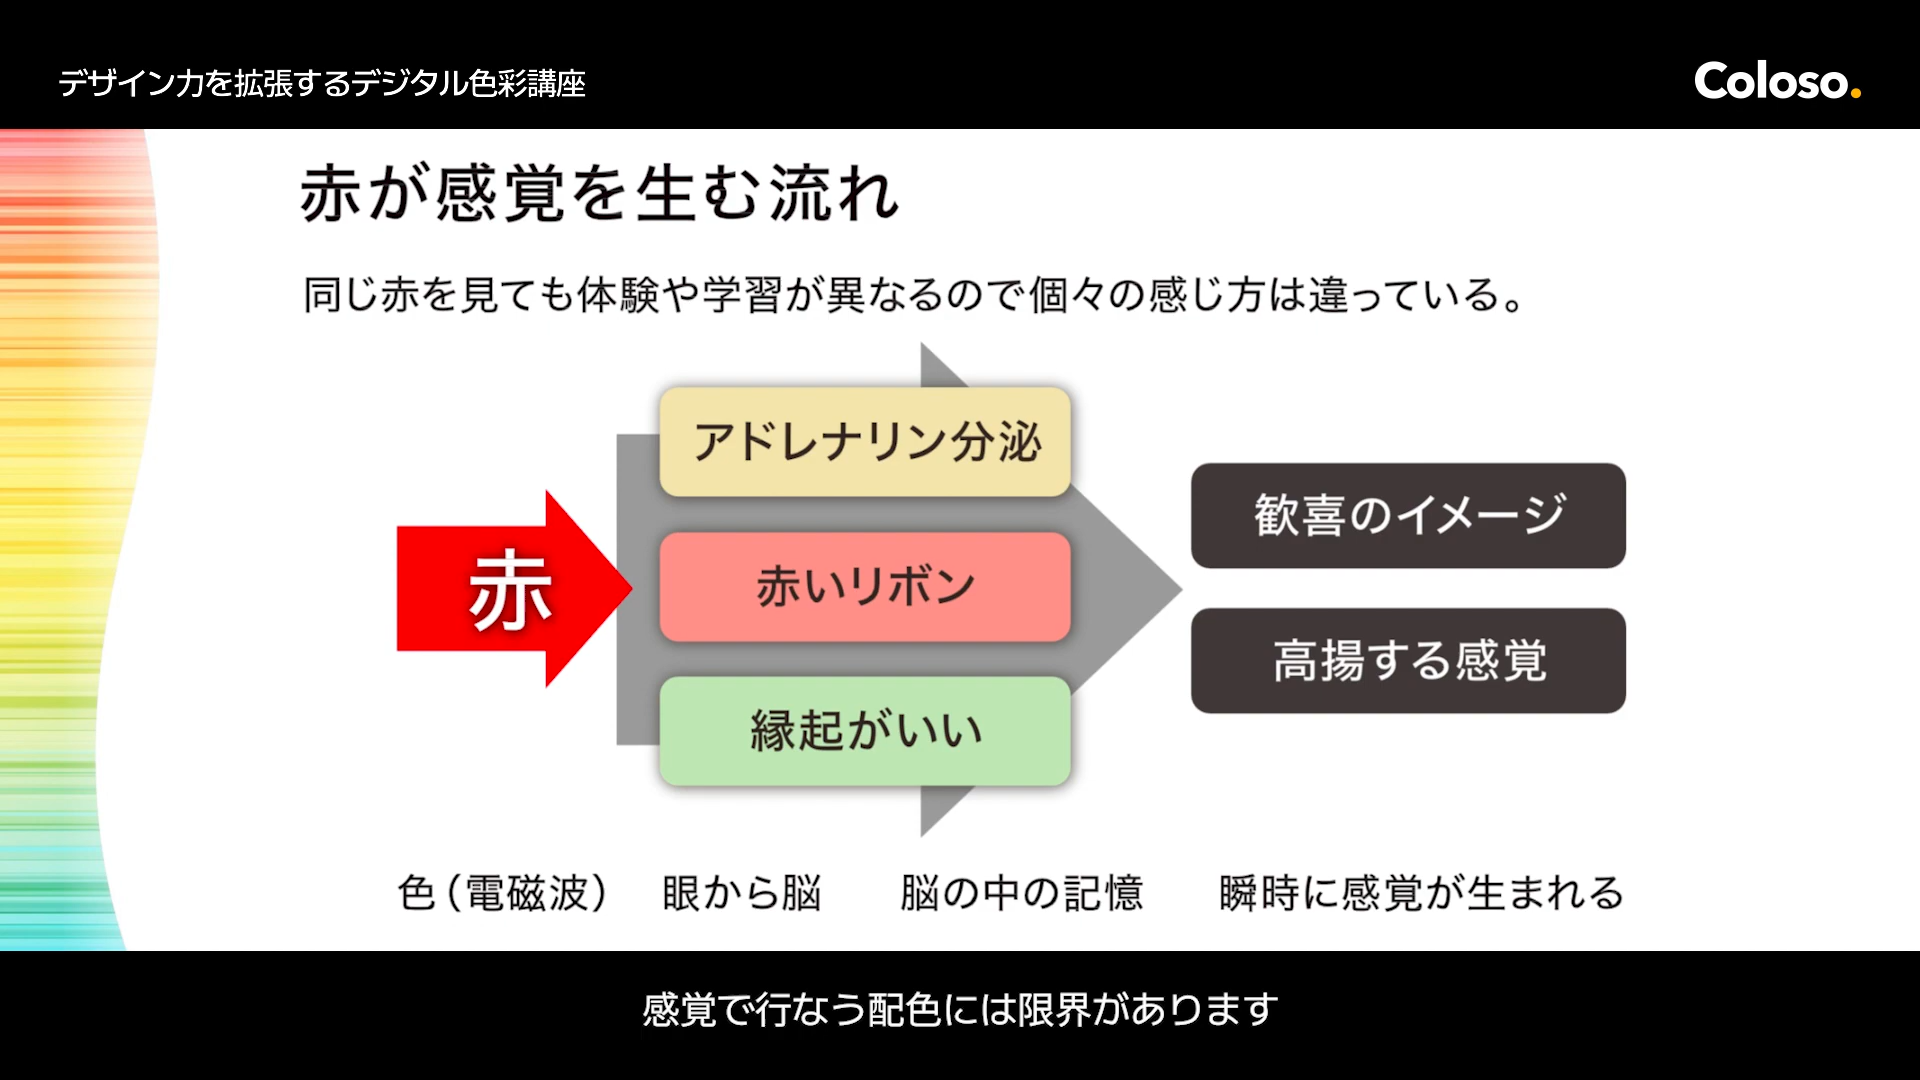 デザイン力を拡張するデジタル色彩講座
Coloso.
赤が感覚を生む流れ
同じ赤を見ても体験や学習が異なるので個々の感じ方は違っている。
赤
アドレナリン分泌
赤いリボン
縁起がいい
歓喜のイメージ
高揚する感覚
色（電磁波） 眼から脳 脳の中の記憶 瞬時に感覚が生まれる
感覚で行なう配色には限界があります